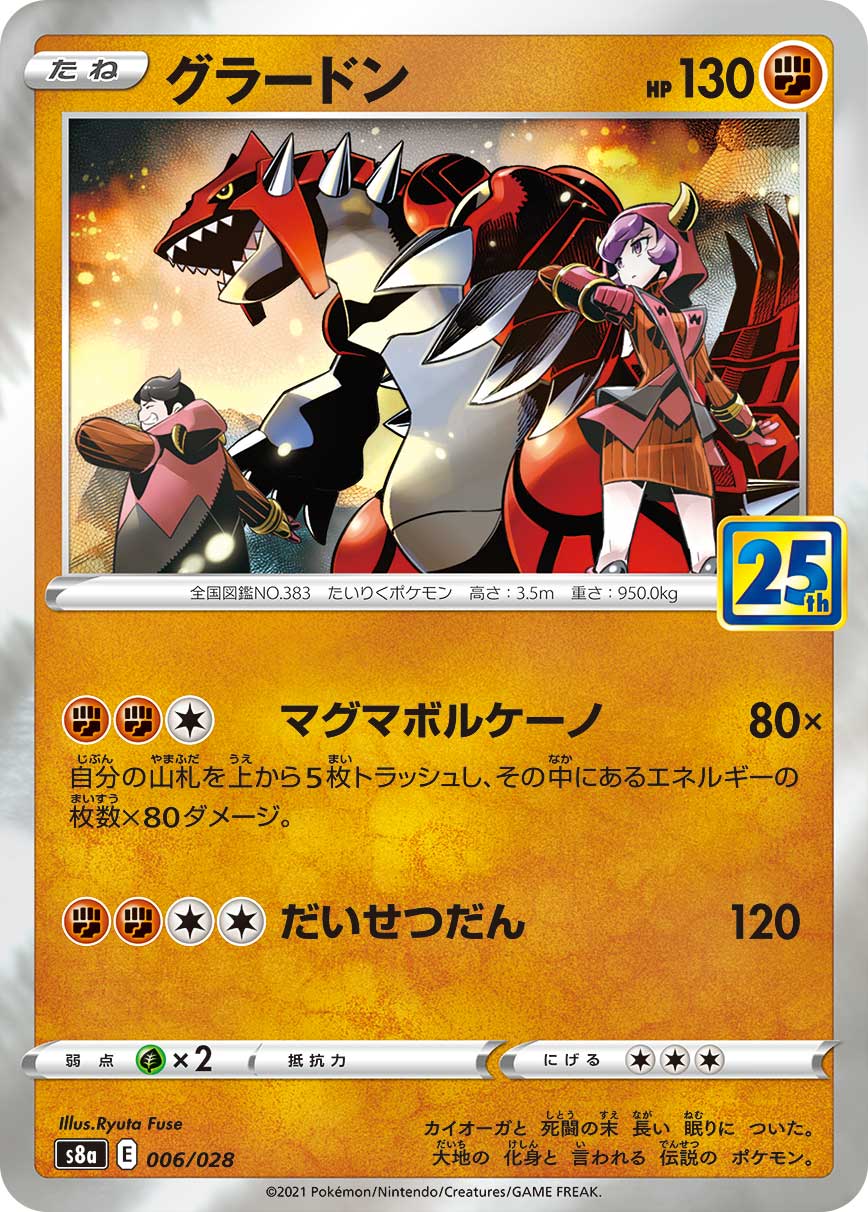 たね グラードン HP 130
25th
全国図鑑NO.383 たいりくポケモン 高さ：3.5m 重さ：950.0kg
マグマボルケーノ 80×
自分の山札を上から5枚トラッシュし、その中にあるエネルギーの
枚数×80ダメージ。
だいせつだん 120
弱点 ×2 抵抗力 にげる
Illus.Ryuta Fuse
カイオーガと 死闘の末 長い 眠りに ついた。
大地の 化身と 言われる 伝説の ポケモン。
s8a E 006/028
©2021 Pokémon/Nintendo/Creatures/GAME FREAK.